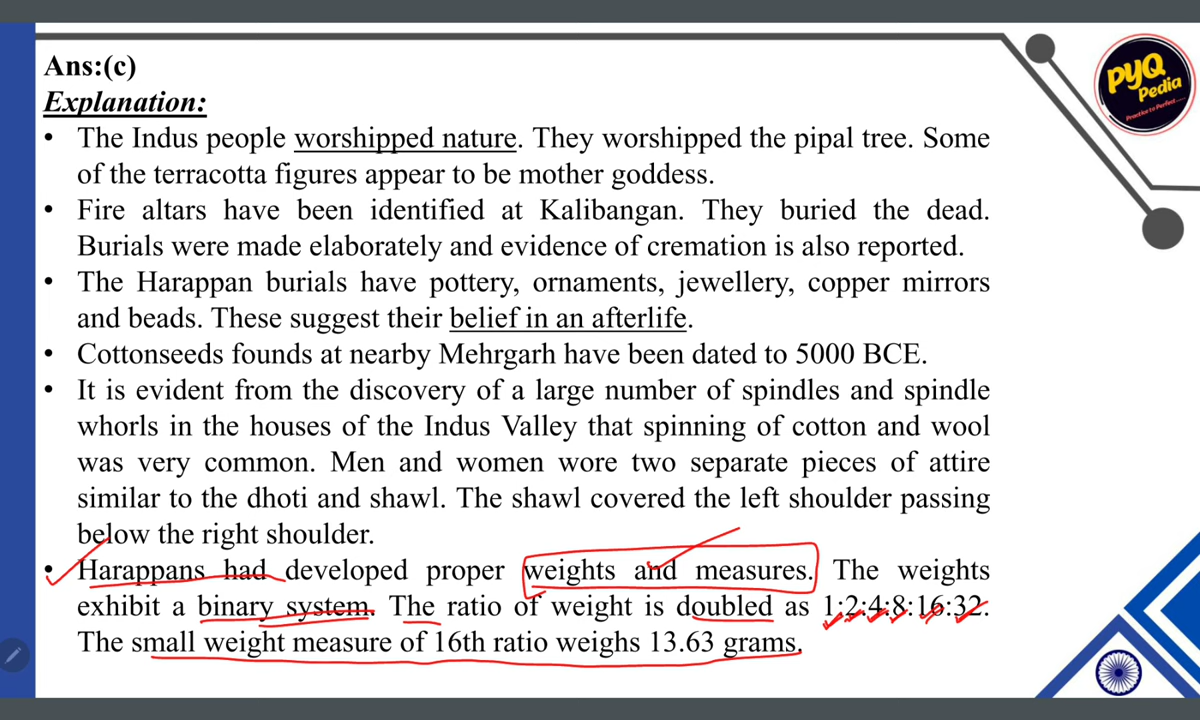 Ans:(c)
Explanation:
• The Indus people worshipped nature. They worshipped the pipal tree. Some
of the terracotta figures appear to be mother goddess.
• Fire altars have been identified at Kalibangan. They buried the dead.
Burials were made elaborately and evidence of cremation is also reported.
• The Harappan burials have pottery, ornaments, jewellery, copper mirrors
and beads. These suggest their belief in an afterlife.
• Cottonseeds founds at nearby Mehrgarh have been dated to 5000 BCE.
• It is evident from the discovery of a large number of spindles and spindle
whorls in the houses of the Indus Valley that spinning of cotton and wool
was very common. Men and women wore two separate pieces of attire
similar to the dhoti and shawl. The shawl covered the left shoulder passing
below the right shoulder.
• Harappans had developed proper weights and measures. The weights
exhibit a binary system. The ratio of weight is doubled as 1:2:4:8:16:32.
The small weight measure of 16th ratio weighs 13.63 grams.
PYQ
Pedia
Practice to Perfect